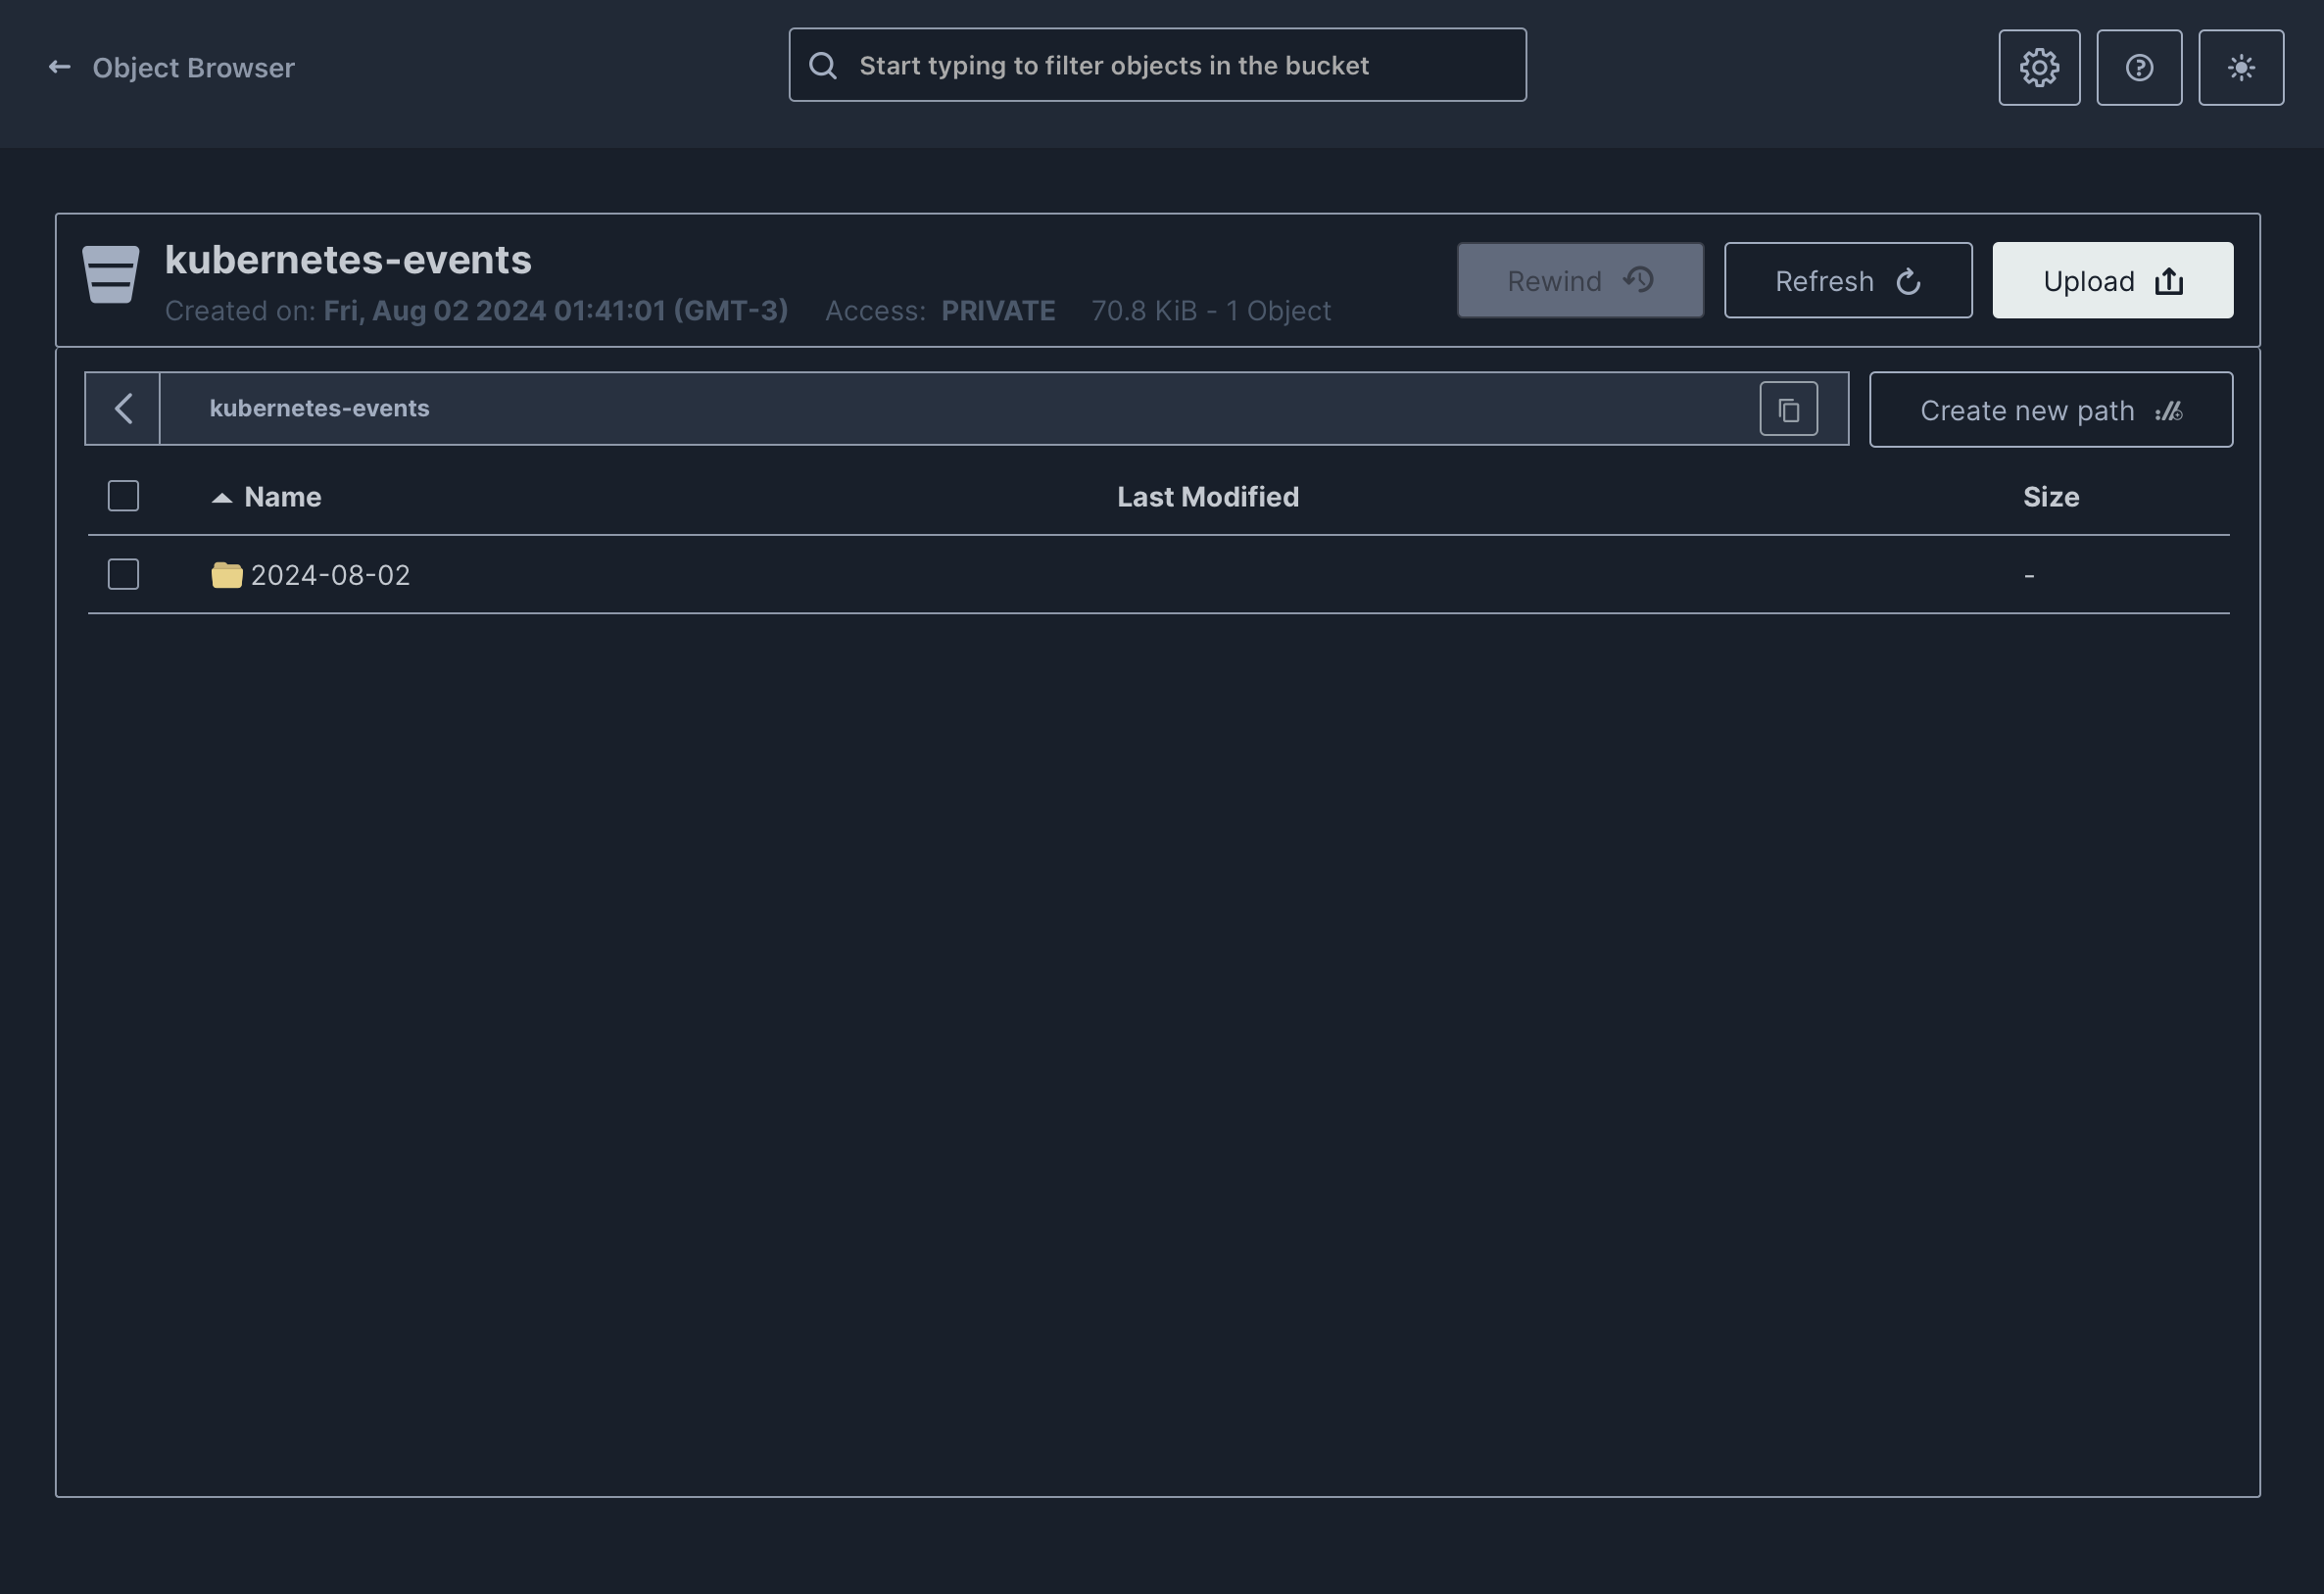 Object Browser
Start typing to filter objects in the bucket
kubernetes-events
Created on: Fri, Aug 02 2024 01:41:01 (GMT-3) Access: PRIVATE 70.8 KiB - 1 Object
Rewind
Refresh
Upload
kubernetes-events
Create new path
Name Last Modified Size
2024-08-02 -